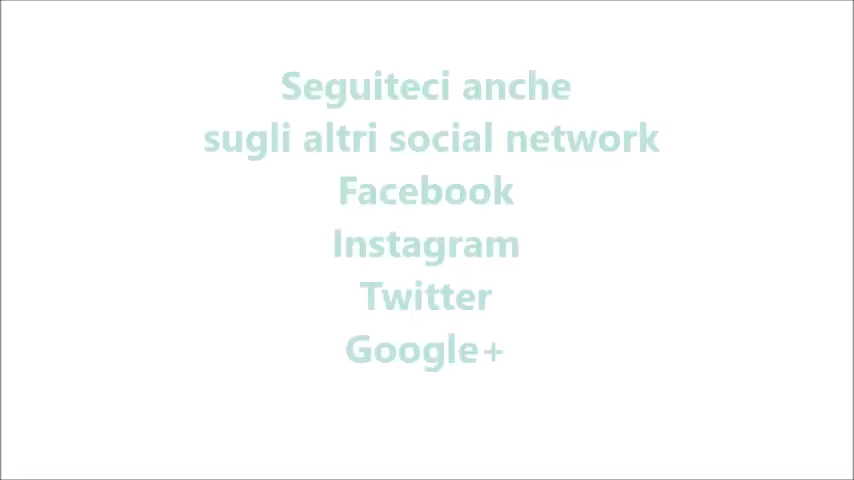 Seguiteci anche
sugli altri social network
Facebook
Instagram
Twitter
Google+